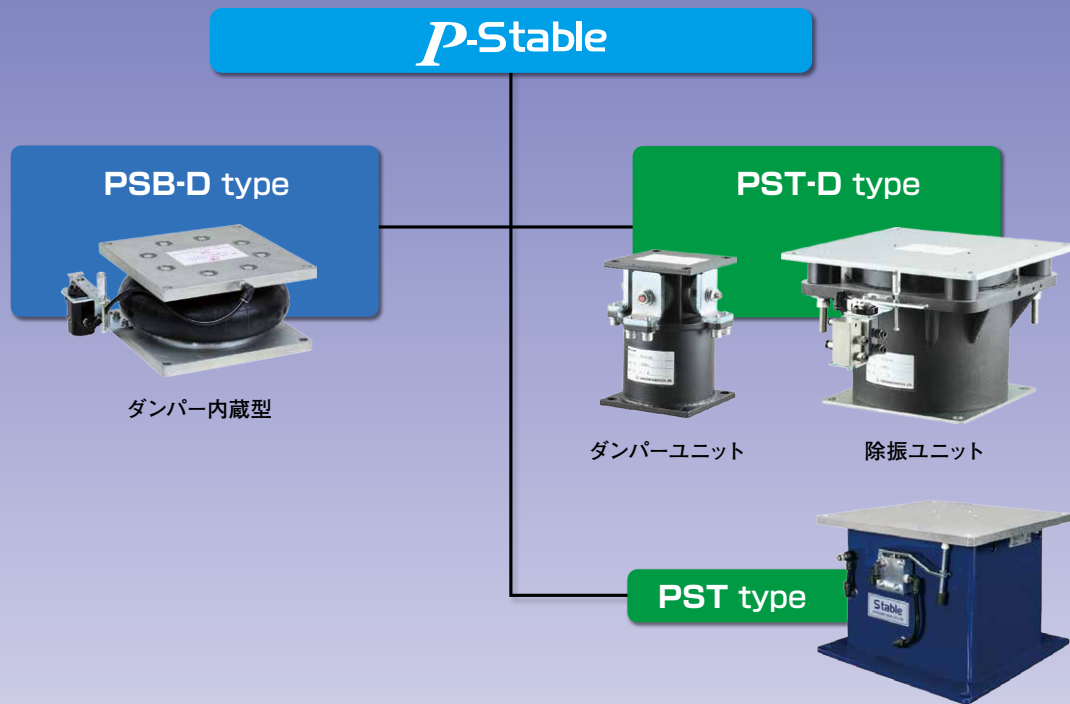 P-Stable
PSB-D type
PST-D type
ダンパー内蔵型
ダンパーユニット
除振ユニット
PST type
Stable